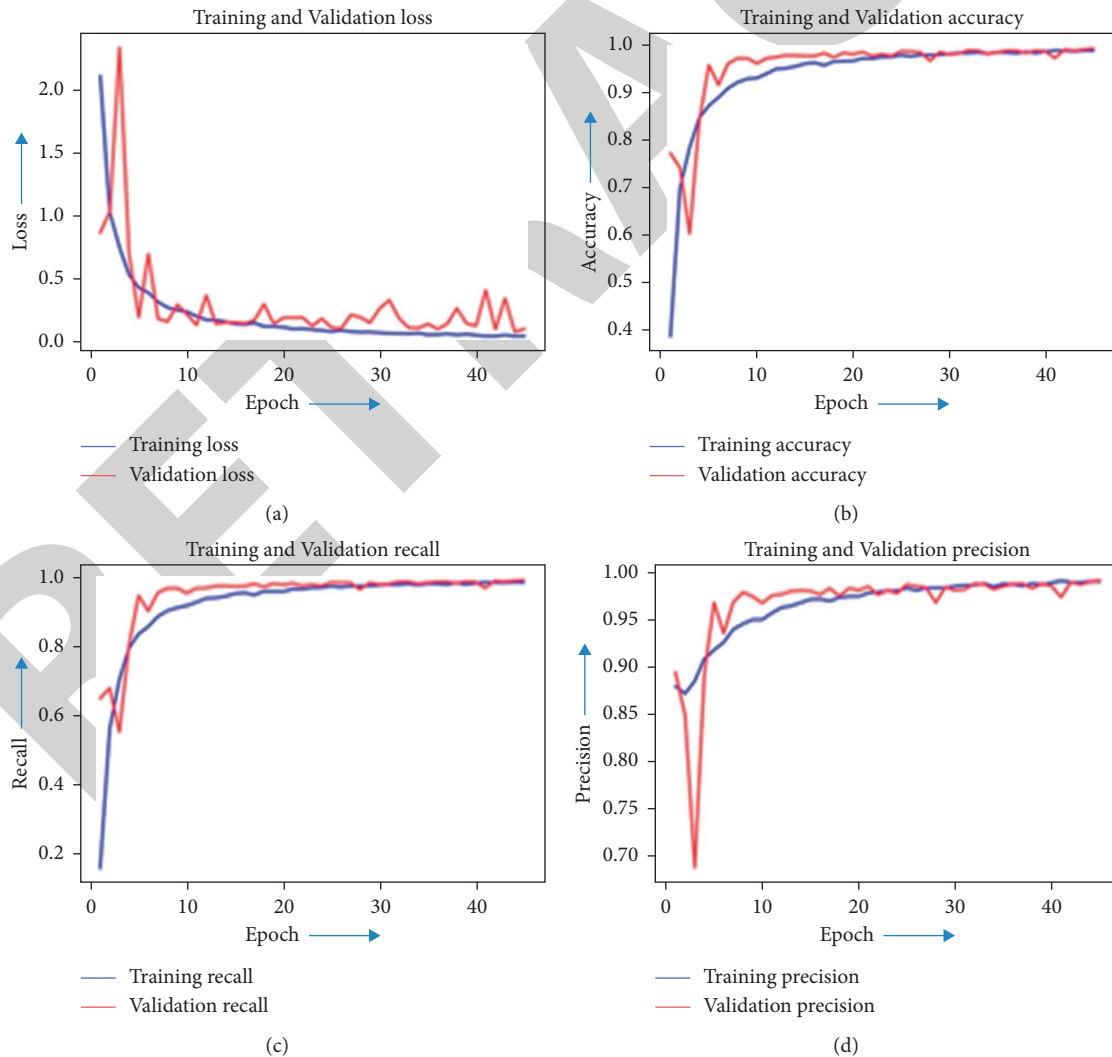 Training and Validation loss
2.0
1.5
1.0
0.5
0.0
Loss
0
10
20
30
40
Epoch
Training loss
Validation loss
(a)
Training and Validation accuracy
1.0
0.9
0.8
0.7
0.6
0.5
0.4
Accuracy
0
10
20
30
40
Epoch
Training accuracy
Validation accuracy
(b)
Training and Validation recall
1.0
0.8
0.6
0.4
0.2
Recall
0
10
20
30
40
Epoch
Training recall
Validation recall
(c)
Training and Validation precision
1.00
0.95
0.90
0.85
0.80
0.75
0.70
Precision
0
10
20
30
40
Epoch
Training precision
Validation precision
(d)